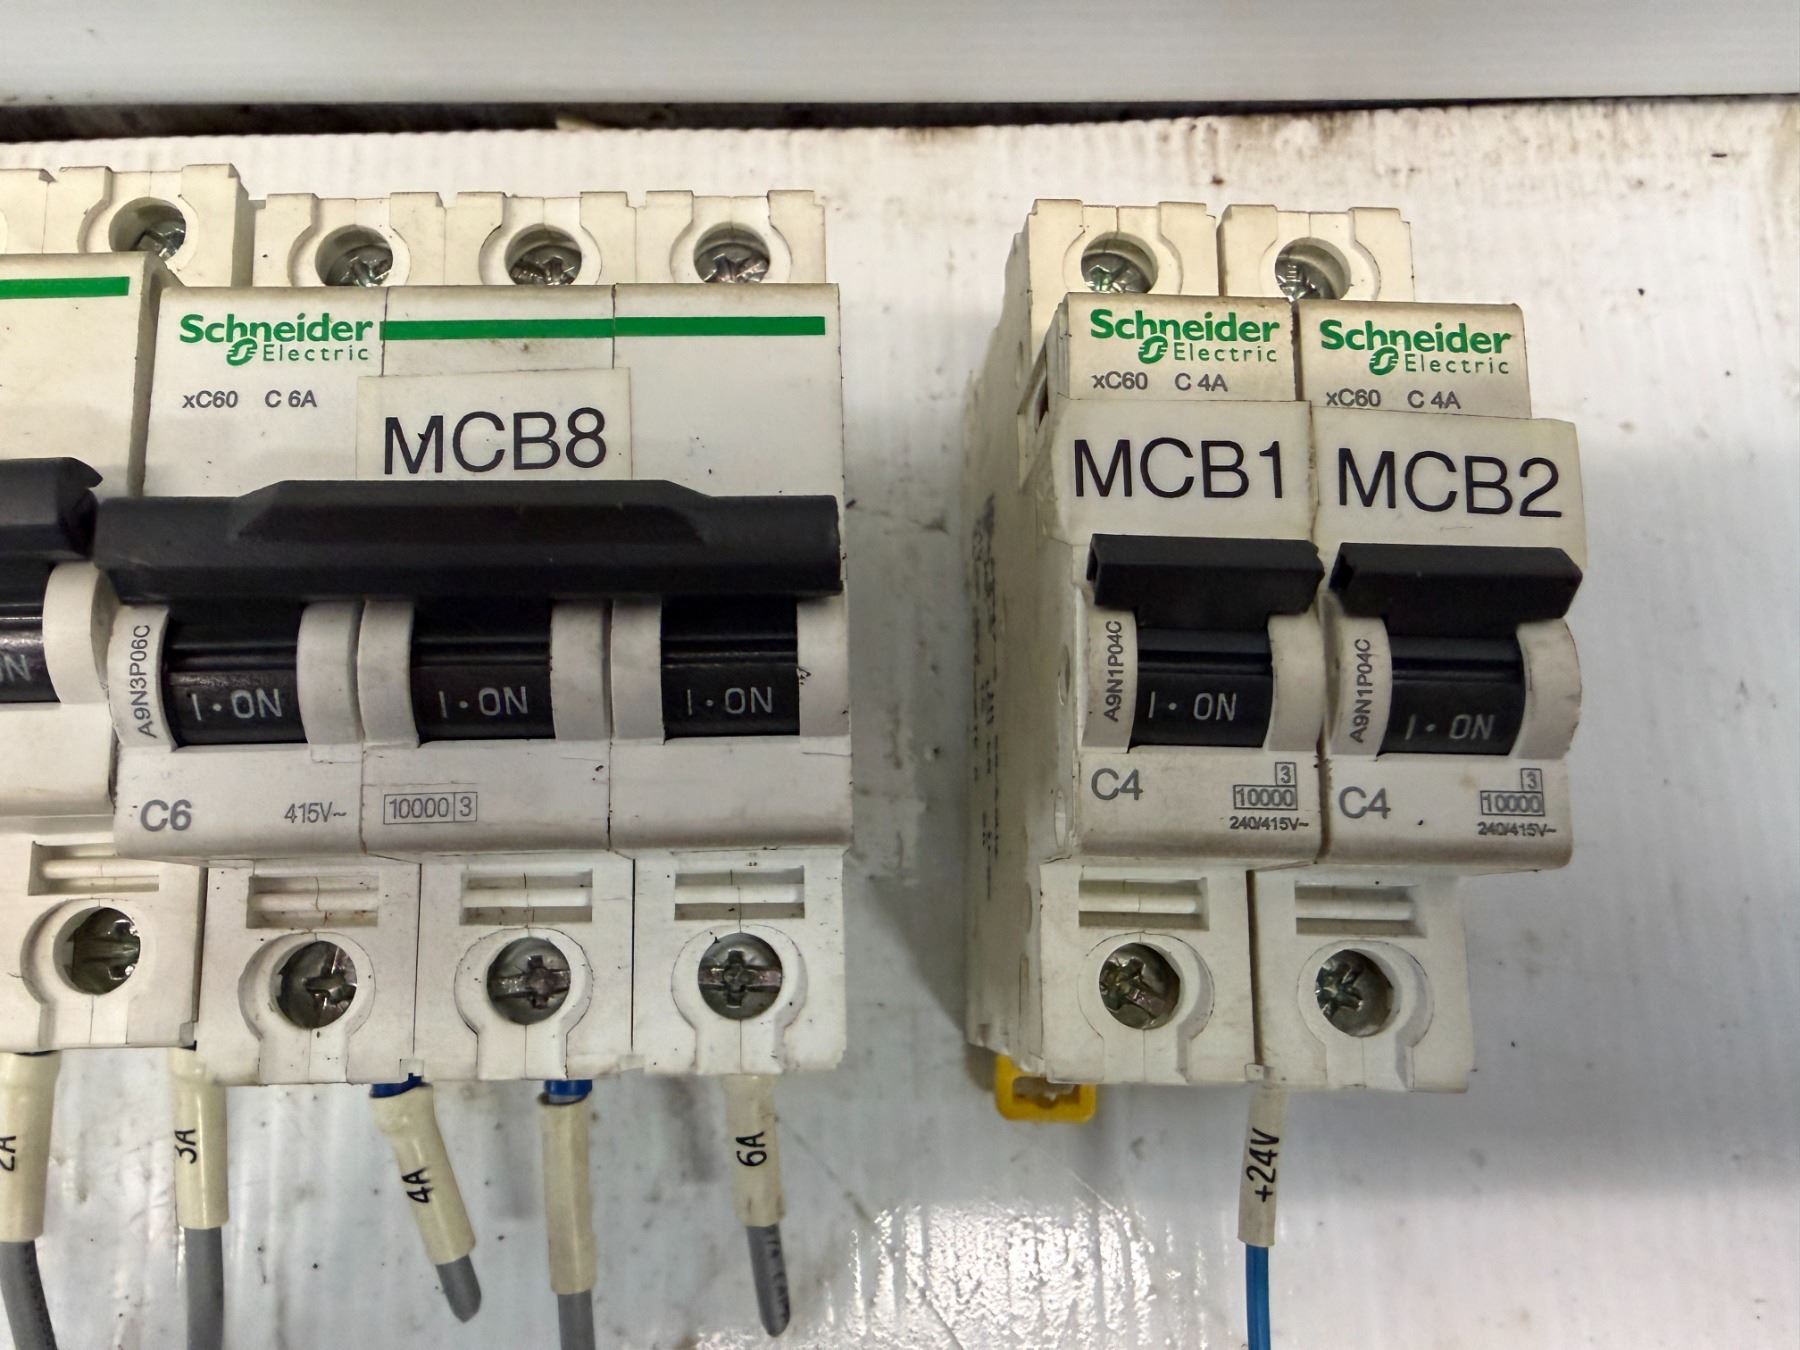 Schneider
Electric
xC60 C 6A
MCB8
A9N3P06C
I·ON
I·ON
I·ON
C6
415V~
10000 3
2A
3A
4A
6A
Schneider
Electric
xC60 C 4A
MCB1
A9N1P04C
I·ON
C4
3
10000
240/415V~
Schneider
Electric
xC60 C 4A
MCB2
A9N1P04C
I·ON
C4
3
10000
240/415V~
+24V